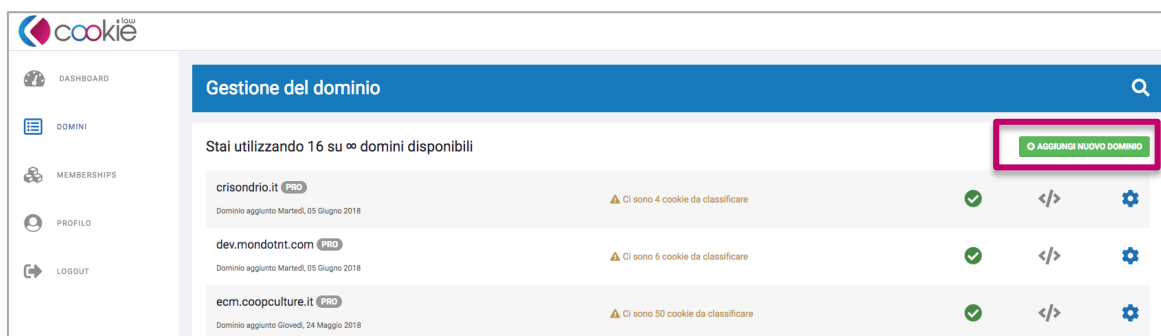 cookie law
DASHBOARD
DOMINI
MEMBERSHIPS
PROFILO
LOGOUT
Gestione del dominio
Stai utilizzando 16 su ∞ domini disponibili
AGGIUNGI NUOVO DOMINIO
crisondrio.it PRO
Dominio aggiunto Martedì, 05 Giugno 2018
Ci sono 4 cookie da classificare
dev.mondotnt.com PRO
Dominio aggiunto Martedì, 05 Giugno 2018
Ci sono 6 cookie da classificare
ecm.coopculture.it PRO
Dominio aggiunto Giovedì, 24 Maggio 2018
Ci sono 50 cookie da classificare